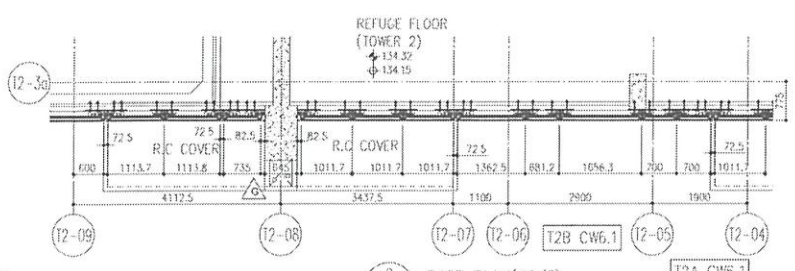 REFUGE FLOOR
(TOWER 2)
134.32
134.15
T2-3a
775
72.5 72.5 82.5 82.5 72.5 72.5
R.C COVER R.C COVER
600 1113.7 1113.8 735 645 1011.7 1011.7 1011.7 1362.5 681.2 1056.3 700 700 1011.7
G
4112.5 3437.5 1100 2900 1900
T2-09 T2-08 T2-07 T2-06 T2B CW6.1 T2-05 T2-04
T2A CW6.1